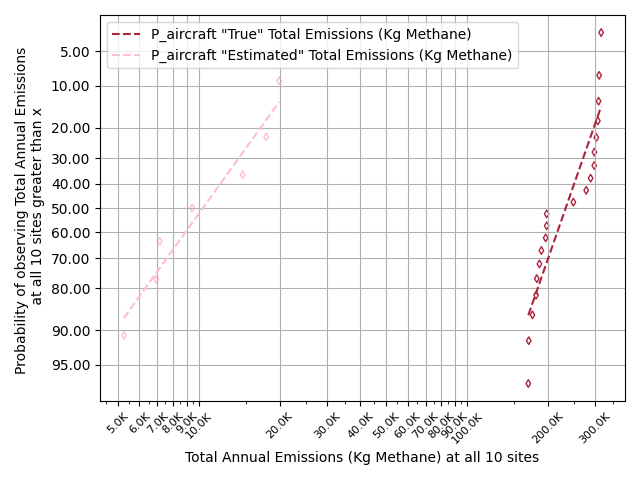 P_aircraft "True" Total Emissions (Kg Methane)
P_aircraft "Estimated" Total Emissions (Kg Methane)
Probability of observing Total Annual Emissions
at all 10 sites greater than x
5.00
10.00
20.00
30.00
40.00
50.00
60.00
70.00
80.00
90.00
95.00
5.0K
6.0K
7.0K
8.0K
9.0K
10.0K
20.0K
30.0K
40.0K
50.0K
60.0K
70.0K
80.0K
90.0K
100.0K
200.0K
300.0K
Total Annual Emissions (Kg Methane) at all 10 sites